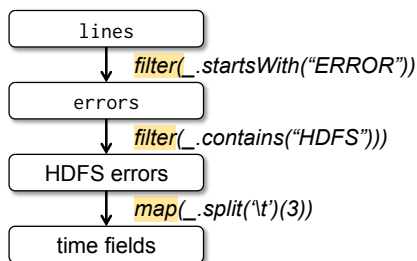 lines
filter(_.startsWith(“ERROR”))
errors
filter(_.contains(“HDFS”)))
HDFS errors
map(_.split(‘\t’)(3))
time fields